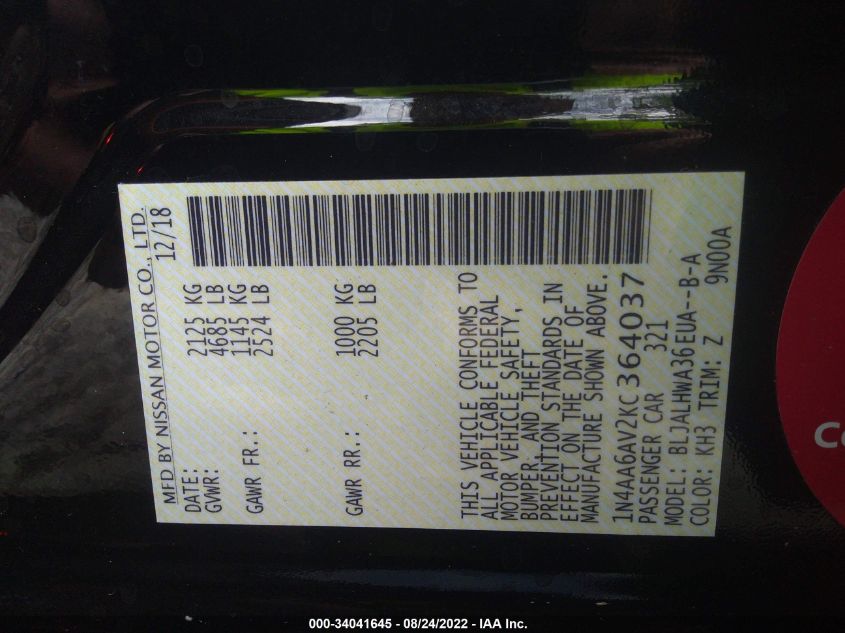 MFD BY NISSAN MOTOR CO., LTD.
DATE: 12/18
GVWR: 2125 KG
4685 LB
GAWR FR.: 1145 KG
2524 LB
GAWR RR.: 1000 KG
2205 LB
THIS VEHICLE CONFORMS TO
ALL APPLICABLE FEDERAL
MOTOR VEHICLE SAFETY,
BUMPER, AND THEFT
PREVENTION STANDARDS IN
EFFECT ON THE DATE OF
MANUFACTURE SHOWN ABOVE.
1N4AA6AV2KC364037
PASSENGER CAR 321
MODEL: BLJALHWA36EUA--B-A
COLOR: KH3 TRIM: Z 9N00A
000-34041645 - 08/24/2022 - IAA Inc.